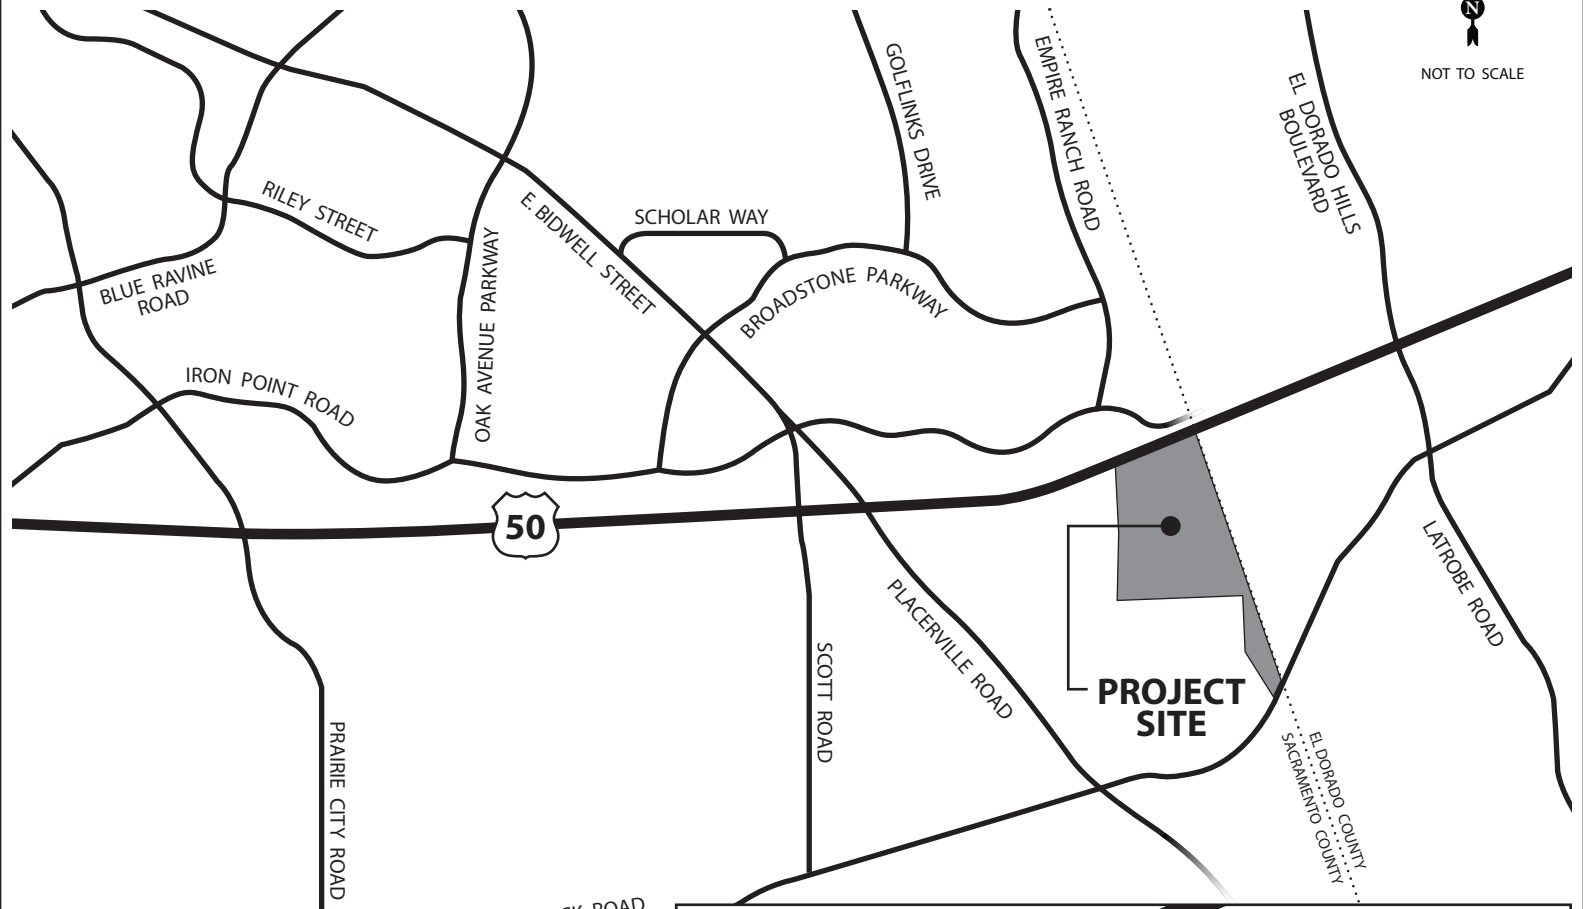 N
NOT TO SCALE
GOLFLINKS DRIVE
EMPIRE RANCH ROAD
EL DORADO HILLS
BOULEVARD
RILEY STREET
E. BIDWELL STREET
SCHOLAR WAY
BLUE RAVINE
ROAD
OAK AVENUE PARKWAY
BROADSTONE PARKWAY
IRON POINT ROAD
50
PLACERVILLE ROAD
LATROBE ROAD
SCOTT ROAD
PROJECT
SITE
PRAIRIE CITY ROAD
EL DORADO COUNTY
SACRAMENTO COUNTY
ROAD